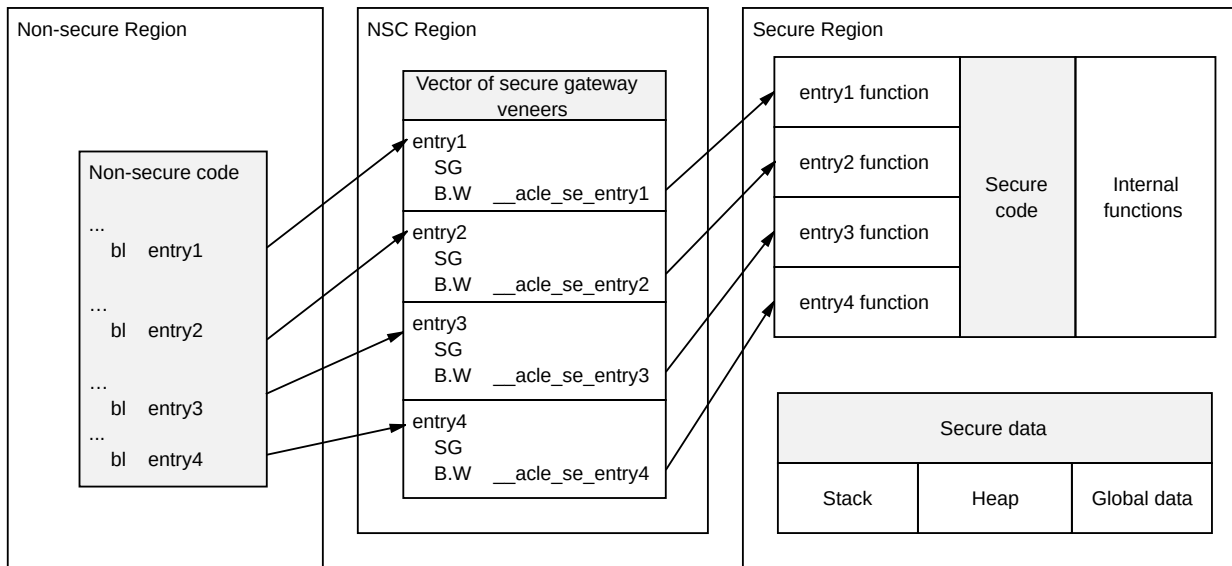 Non-secure Region
Non-secure code
...
bl entry1
...
bl entry2
...
bl entry3
...
bl entry4
NSC Region
Vector of secure gateway
veneers
entry1
SG
B.W __acle_se_entry1
entry2
SG
B.W __acle_se_entry2
entry3
SG
B.W __acle_se_entry3
entry4
SG
B.W __acle_se_entry4
Secure Region
entry1 function
entry2 function
entry3 function
entry4 function
Secure
code
Internal
functions
Secure data
Stack
Heap
Global data